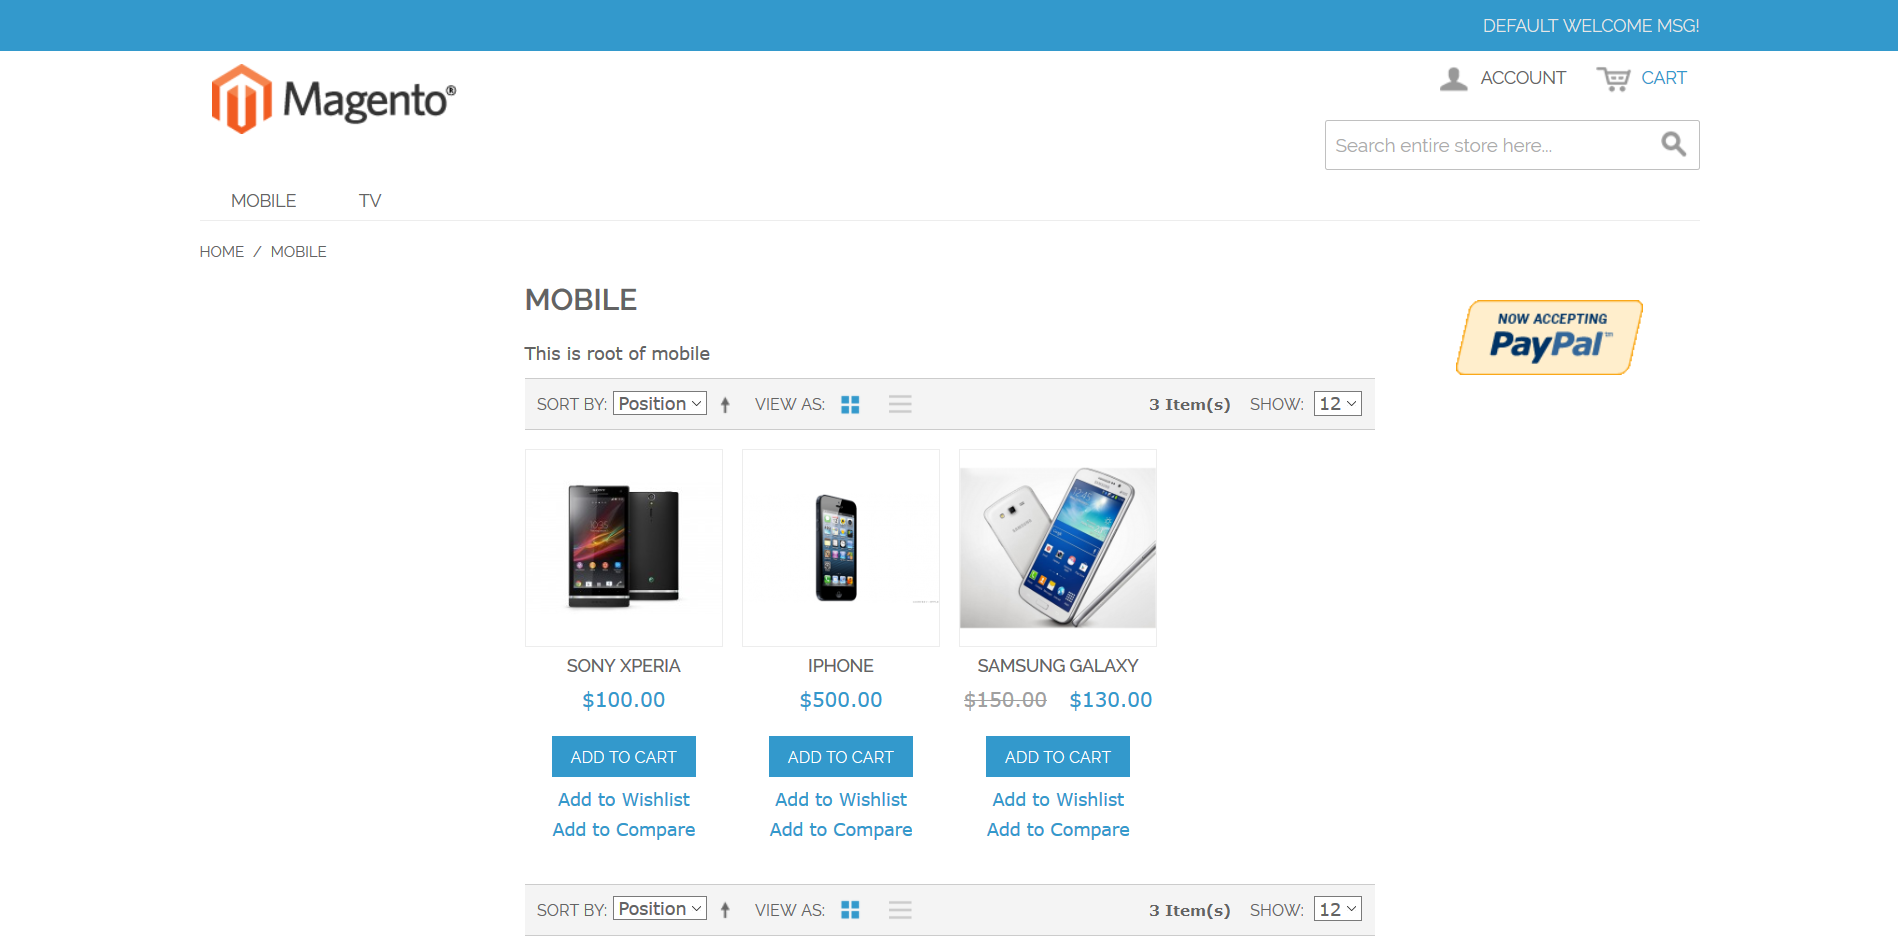 DEFAULT WELCOME MSG!
Magento®
ACCOUNT CART
Search entire store here...
MOBILE TV
HOME / MOBILE
MOBILE
NOW ACCEPTING
PayPal™
This is root of mobile
SORT BY: Position VIEW AS: 3 Item(s) SHOW: 12
SAMSUNG
SONY XPERIA IPHONE SAMSUNG GALAXY
$100.00 $500.00 $150.00 $130.00
ADD TO CART ADD TO CART ADD TO CART
Add to Wishlist Add to Wishlist Add to Wishlist
Add to Compare Add to Compare Add to Compare
SORT BY: Position VIEW AS: 3 Item(s) SHOW: 12